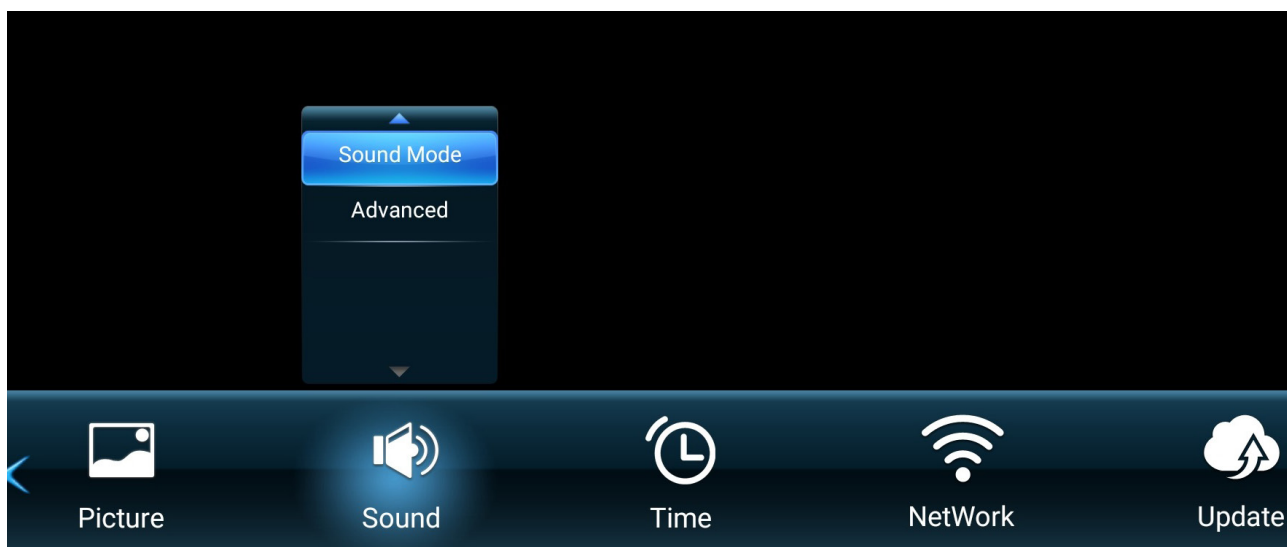 Sound Mode
Advanced
Picture
Sound
Time
NetWork
Update